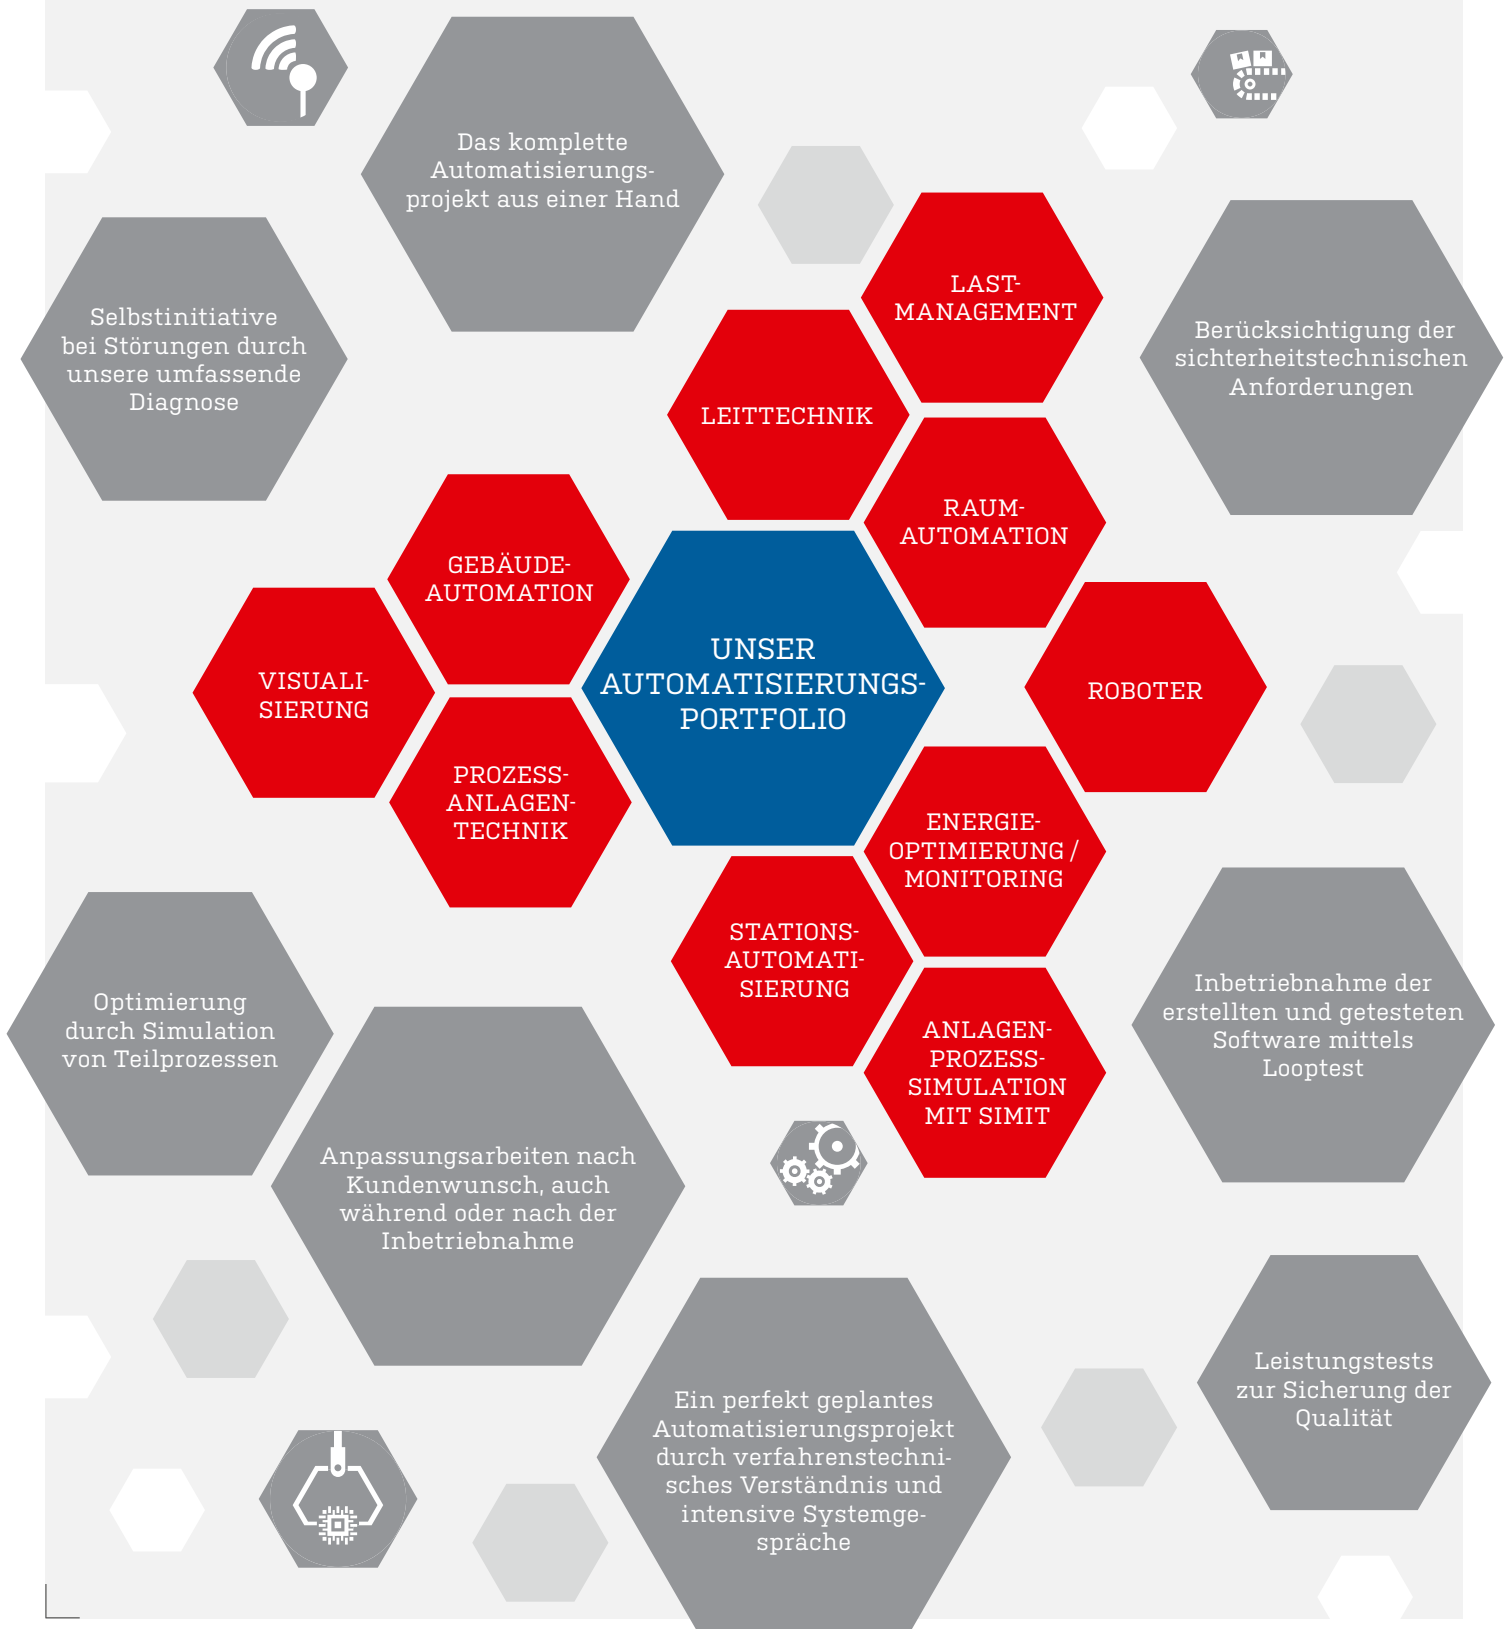 Das komplette
Automatisierungs-
projekt aus einer Hand
LAST-
MANAGEMENT
Selbstinitiative
bei Störungen durch
unsere umfassende
Diagnose
Berücksichtigung der
sichterheitstechnischen
Anforderungen
LEITTECHNIK
RAUM-
AUTOMATION
GEBÄUDE-
AUTOMATION
UNSER
AUTOMATISIERUNGS-
PORTFOLIO
VISUALI-
SIERUNG
ROBOTER
PROZESS-
ANLAGEN-
TECHNIK
ENERGIE-
OPTIMIERUNG /
MONITORING
STATIONS-
AUTOMATI-
SIERUNG
Optimierung
durch Simulation
von Teilprozessen
Inbetriebnahme der
erstellten und getesteten
Software mittels
Looptest
ANLAGEN-
PROZESS-
SIMULATION
MIT SIMIT
Anpassungsarbeiten nach
Kundenwunsch, auch
während oder nach der
Inbetriebnahme
Leistungstests
zur Sicherung der
Qualität
Ein perfekt geplantes
Automatisierungsprojekt
durch verfahrenstechni-
sches Verständnis und
intensive Systemge-
spräche